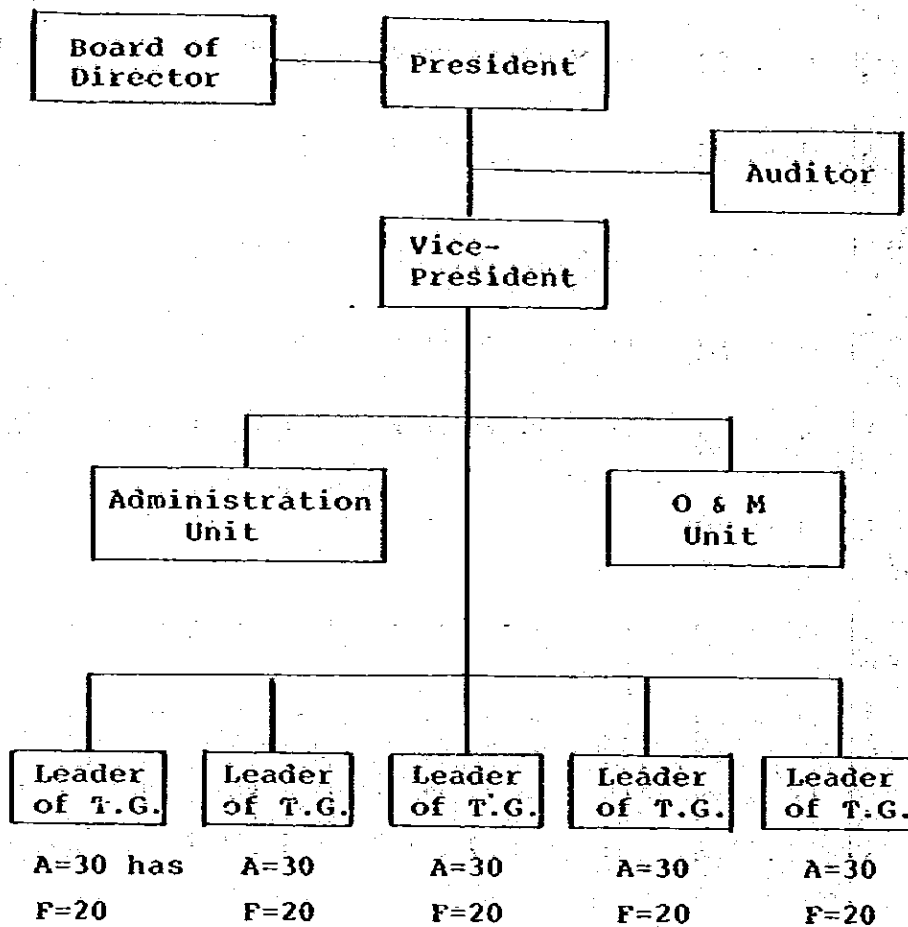 Board of
Director
President
Auditor
Vice-
President
Administration
Unit
O & M
Unit
Leader
of T.G.
Leader
of T.G.
Leader
of T.G.
Leader
of T.G.
Leader
of T.G.
A=30 has
A=30
A=30
A=30
A=30
F=20
F=20
F=20
F=20
F=20